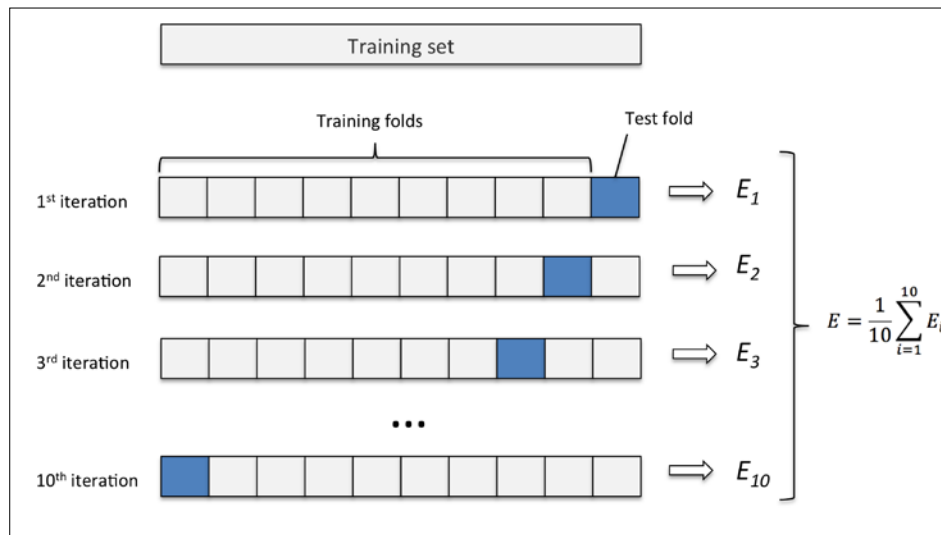 Training set
Training folds
Test fold
1st iteration
E1
2nd iteration
E2
3rd iteration
E3
...
10th iteration
E10
E = 1/10 ∑ i=1 10 Ei